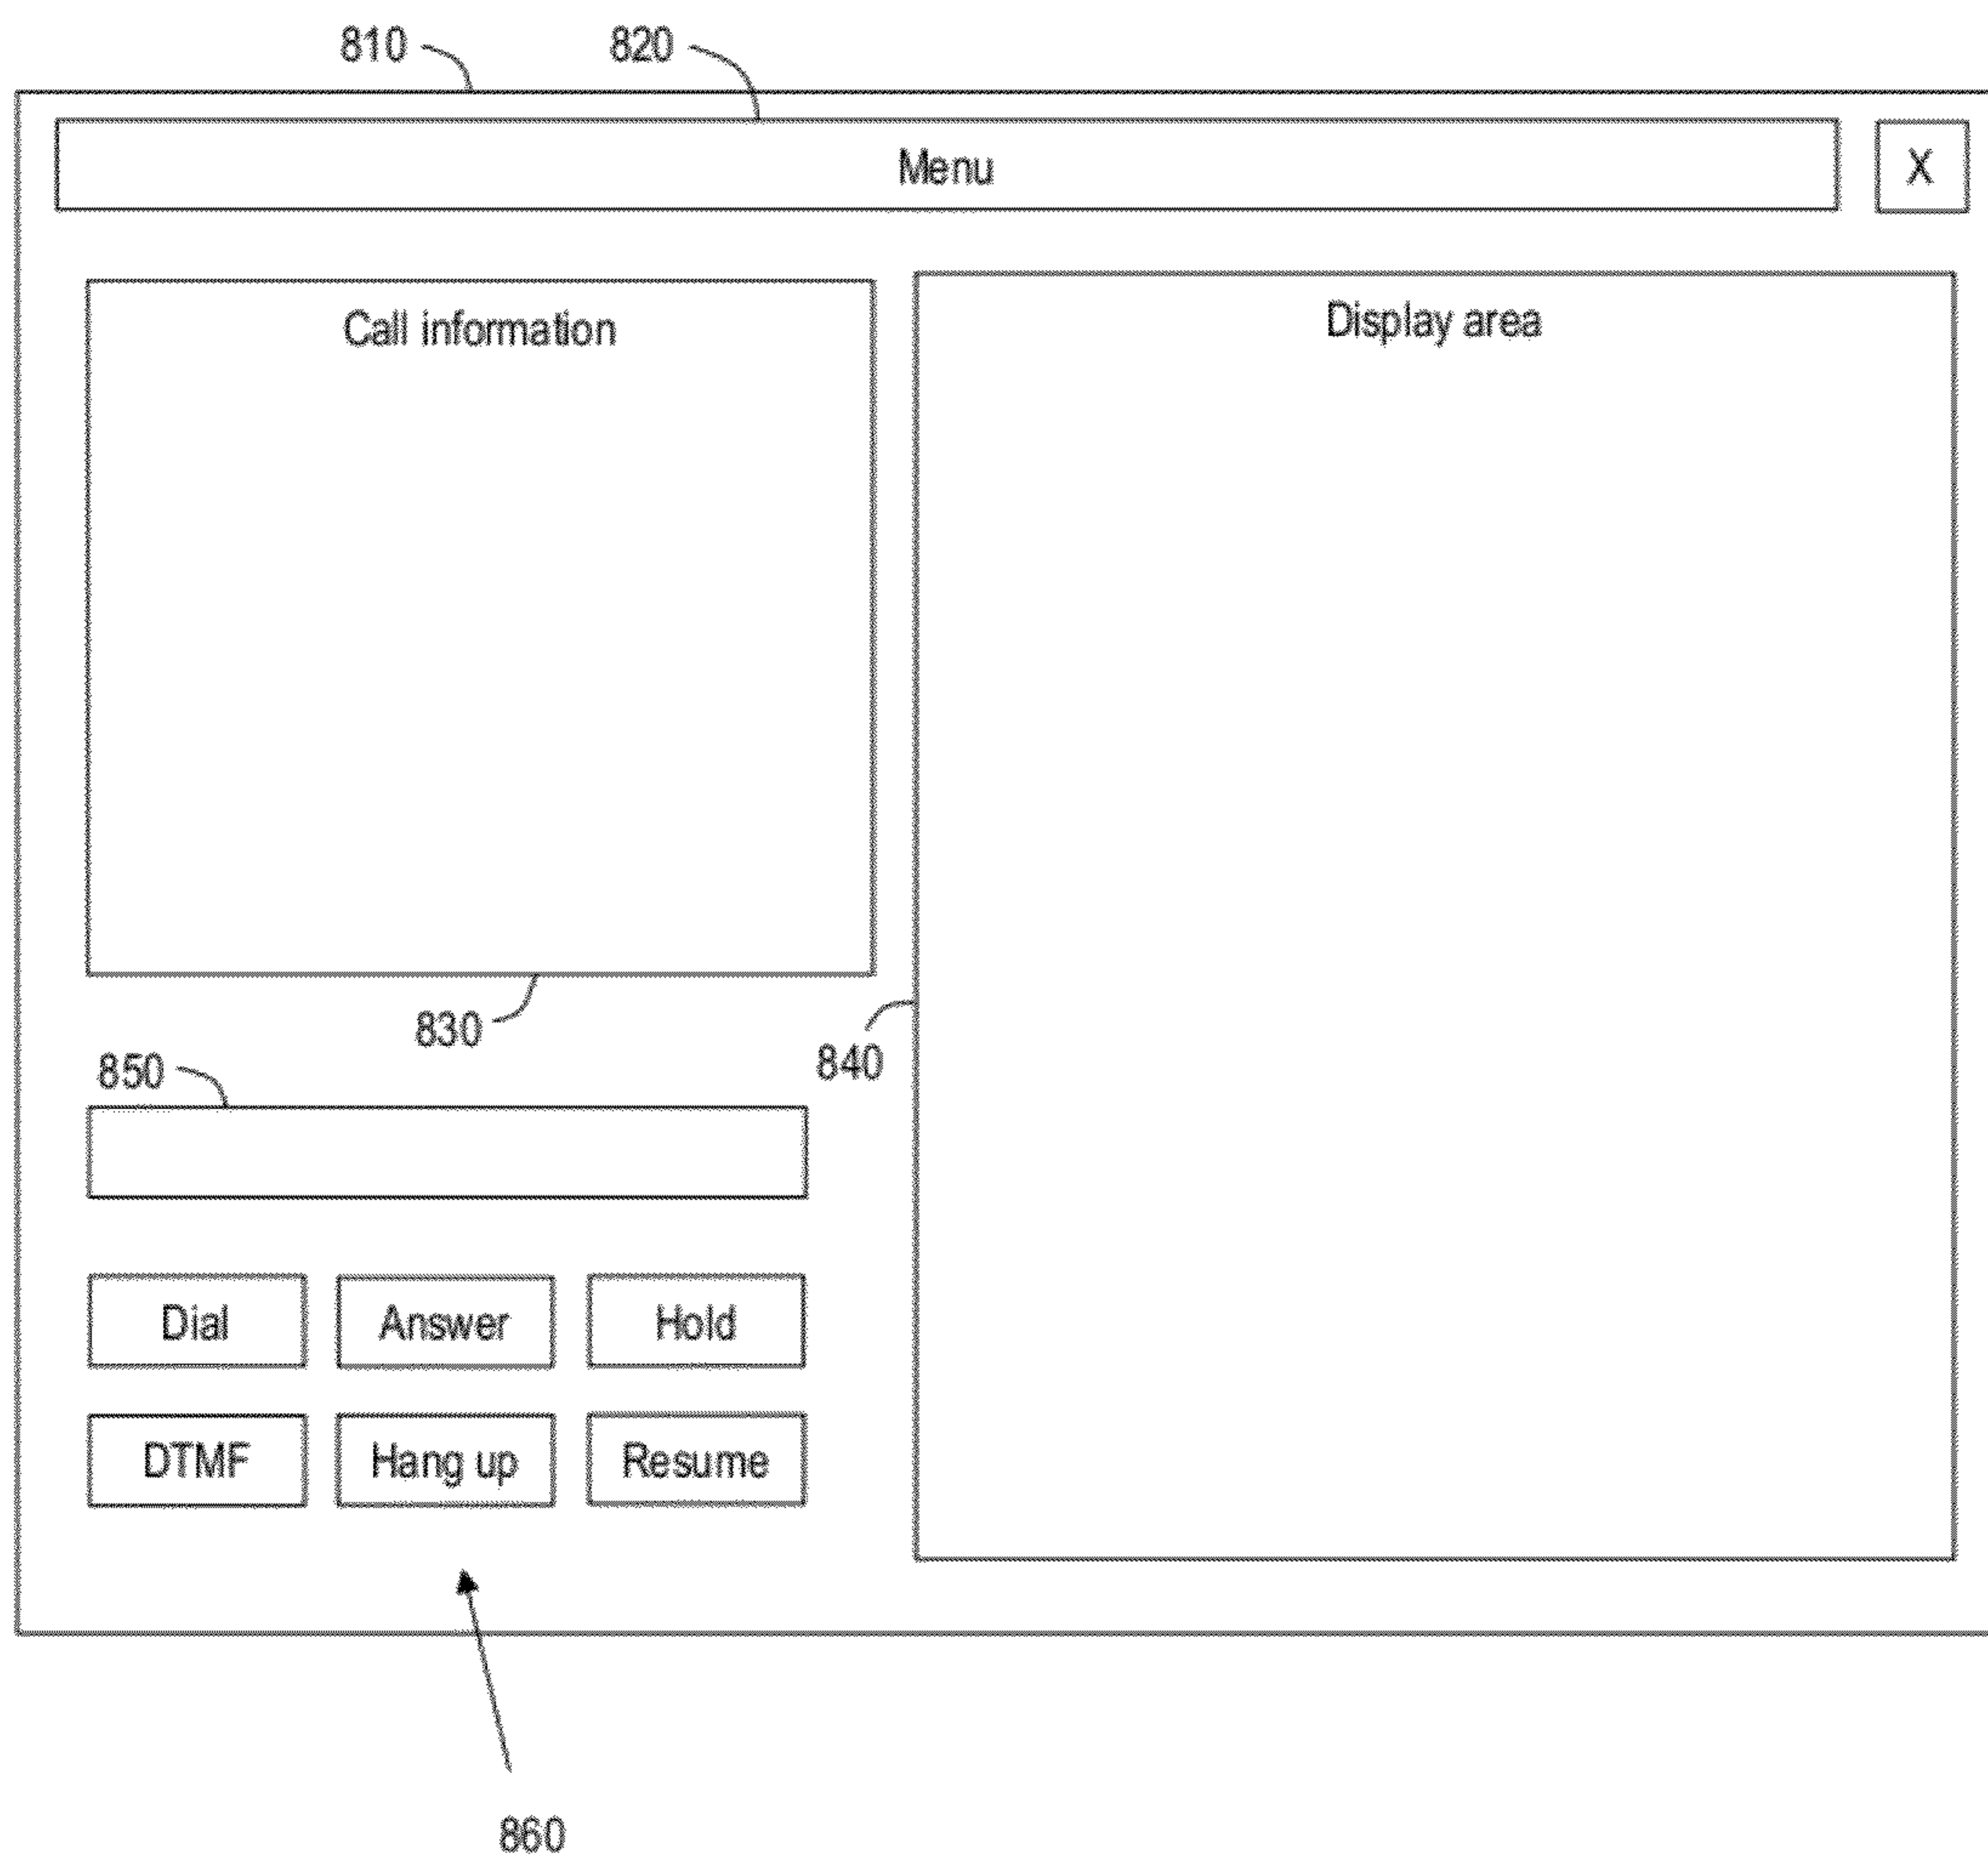 810 820
Menu X
Call information Display area
830
840
850
Dial Answer Hold
DTMF Hang up Resume
860